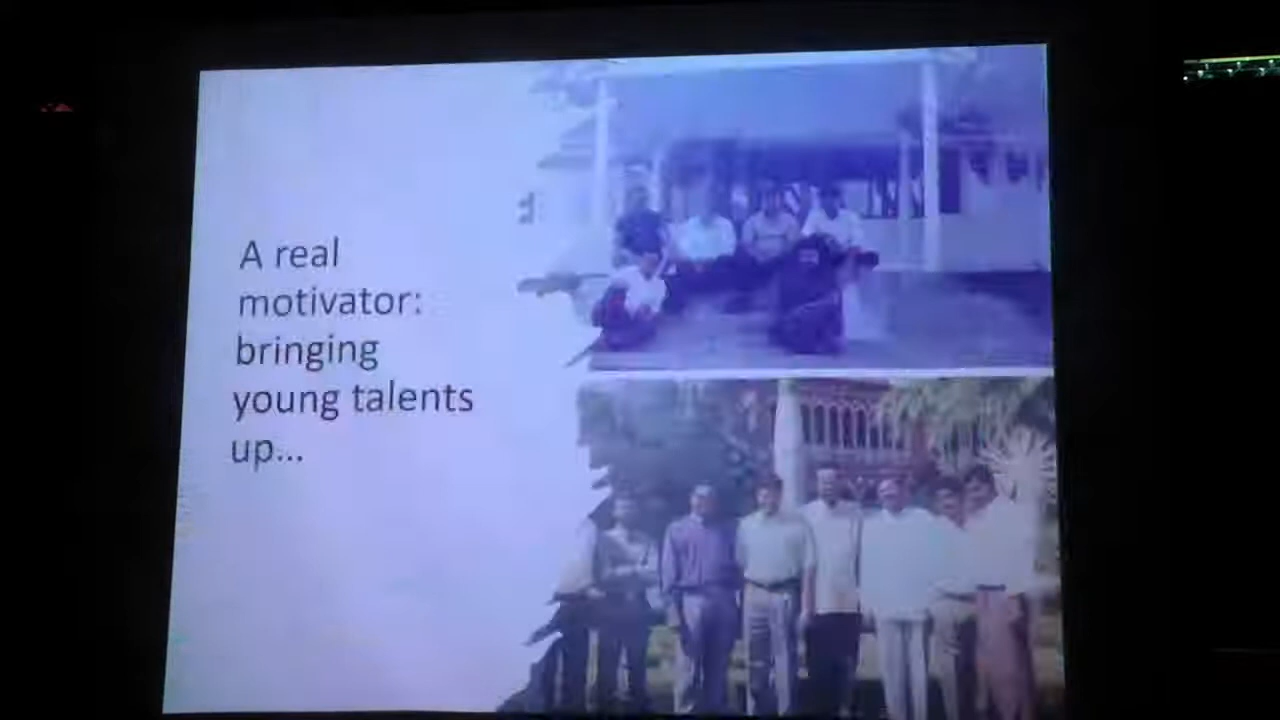 A real
motivator:
bringing
young talents
up...